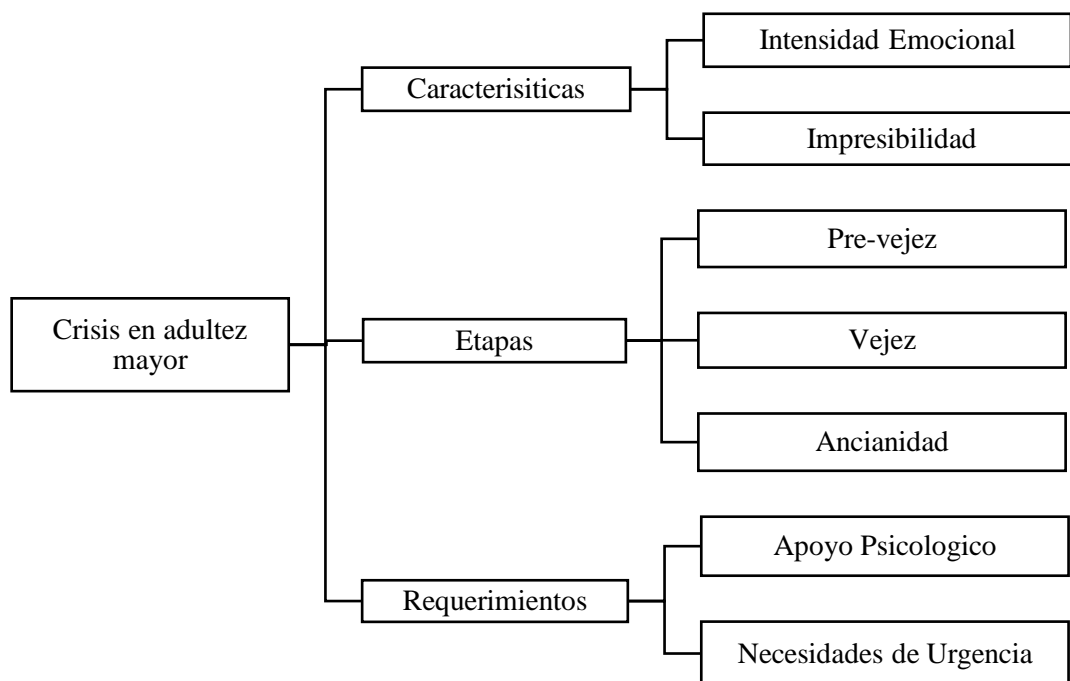 Crisis en adultez
mayor
Caracterisiticas
Intensidad Emocional
Impresibilidad
Etapas
Pre-vejez
Vejez
Ancianidad
Requerimientos
Apoyo Psicologico
Necesidades de Urgencia